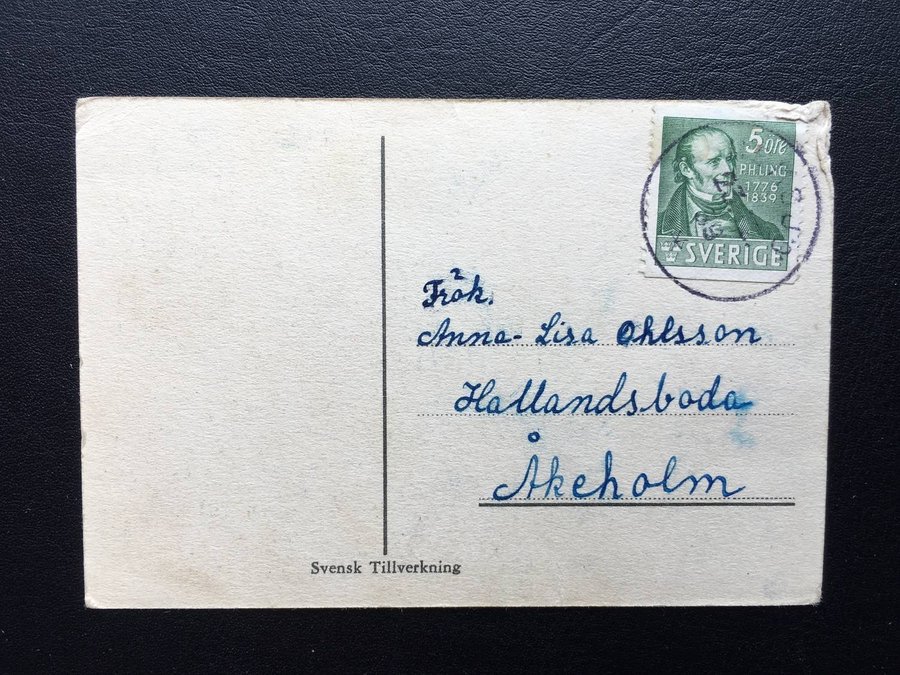 5 öre
P.H.LING
1776
1839
SVERIGE
Frök.
Anna-Lisa Ohlsson
Hallandsboda
Åkeholm
Svensk Tillverkning